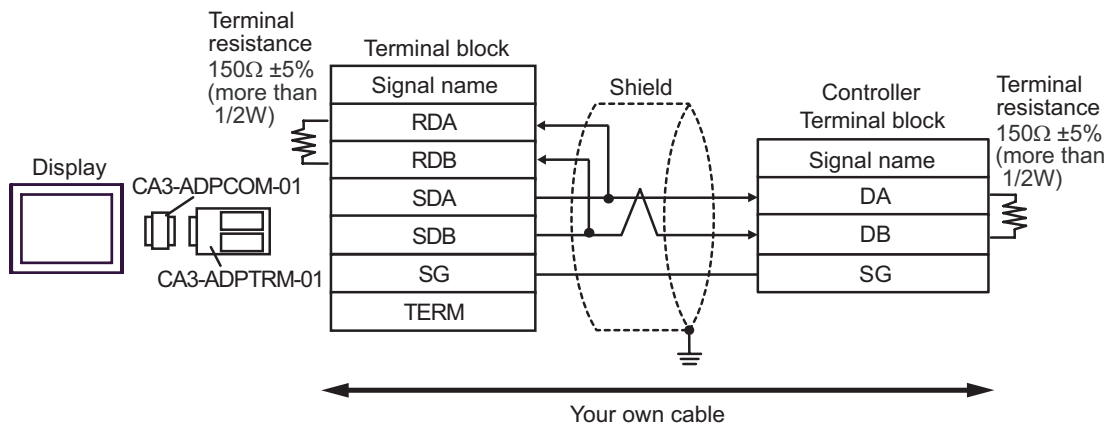 Terminal
resistance
150Ω ±5%
(more than
1/2W)
Terminal block
Signal name
RDA
RDB
SDA
SDB
SG
TERM
Display
CA3-ADPCOM-01
CA3-ADPTRM-01
Shield
Controller
Terminal block
Signal name
DA
DB
SG
Terminal
resistance
150Ω ±5%
(more than
1/2W)
Your own cable